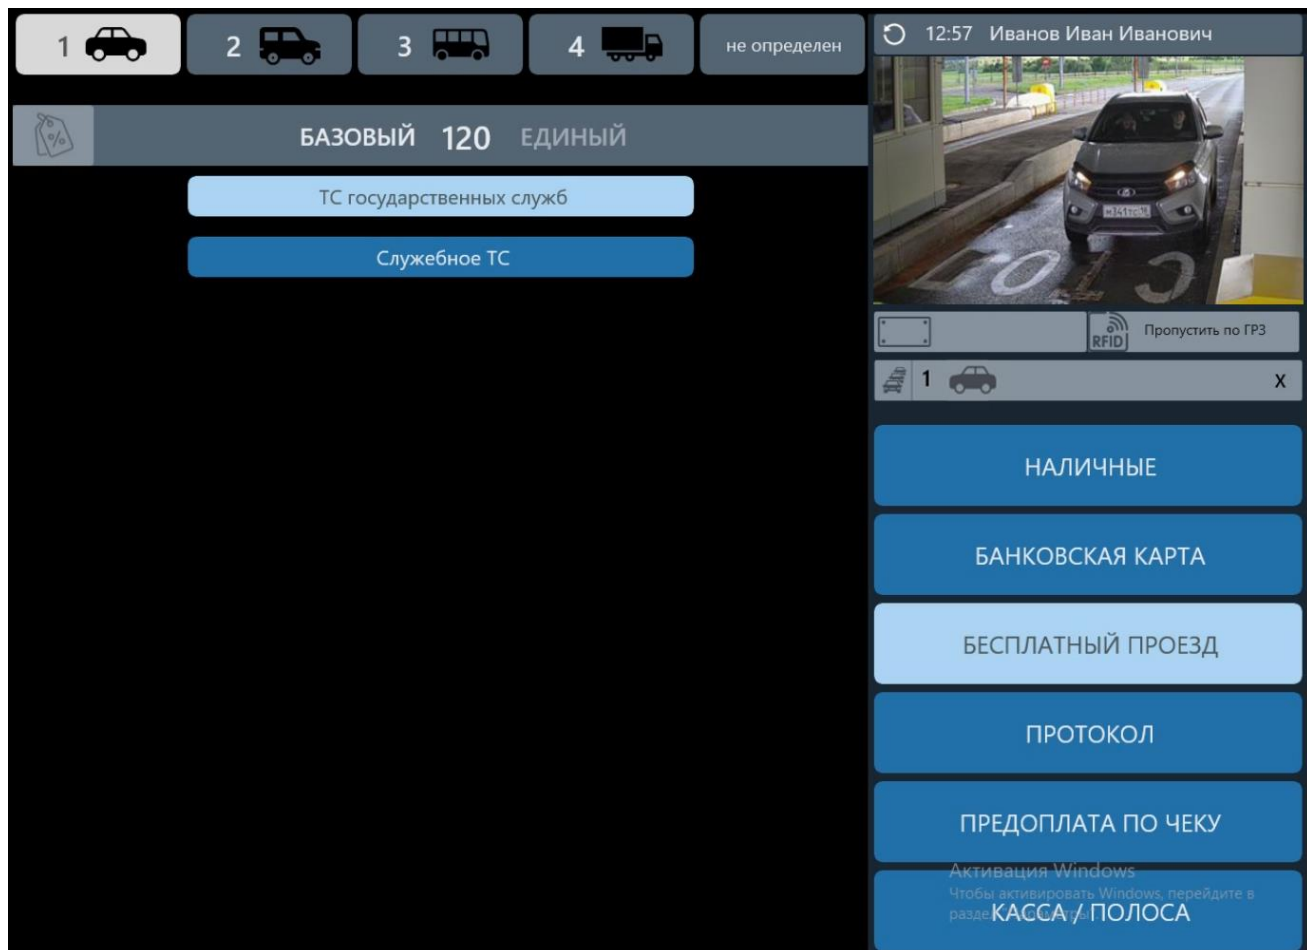 1
2
3
4
не определен
12:57 Иванов Иван Иванович
БАЗОВЫЙ 120 ЕДИНЫЙ
ТС государственных служб
Служебное ТС
RFID Пропустить по ГРЗ
1 X
НАЛИЧНЫЕ
БАНКОВСКАЯ КАРТА
БЕСПЛАТНЫЙ ПРОЕЗД
ПРОТОКОЛ
ПРЕДОПЛАТА ПО ЧЕКУ
Активация Windows
Чтобы активировать Windows, перейдите в
КАССА / ПОЛОСА